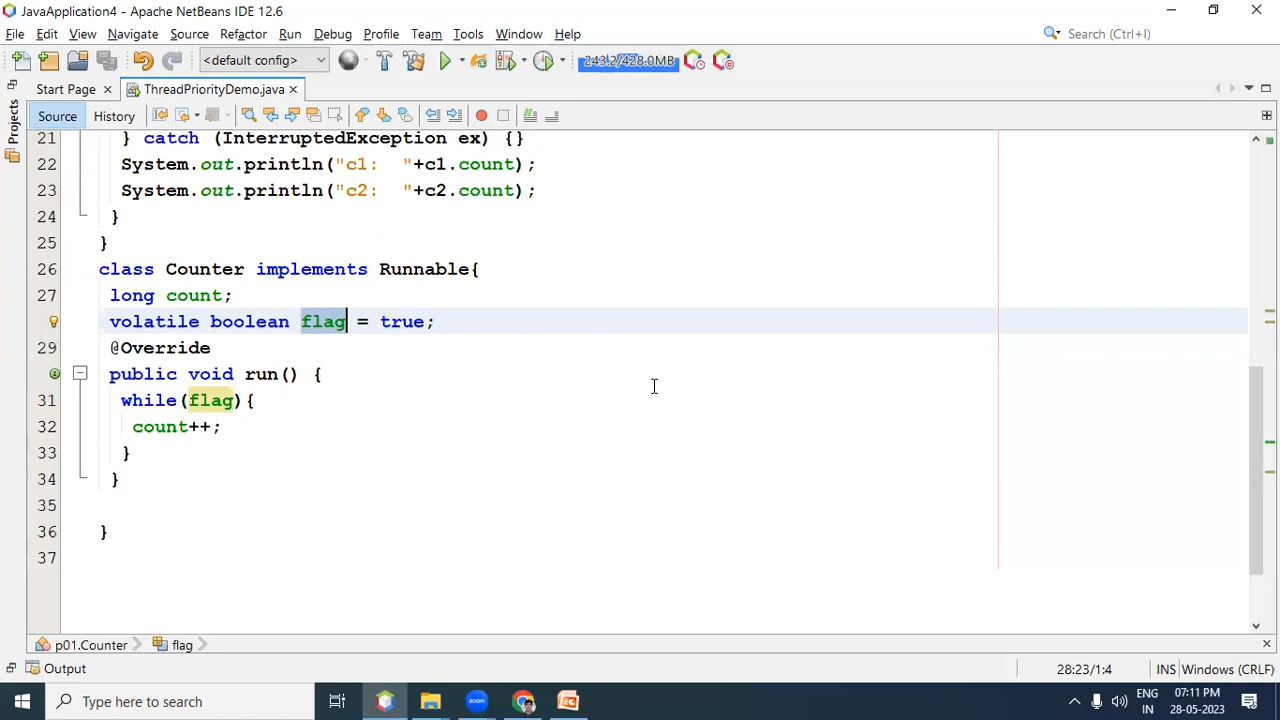 JavaApplication4 - Apache NetBeans IDE 12.6
File Edit View Navigate Source Refactor Run Debug Profile Team Tools Window Help
Search (Ctrl+I)
<default config>
243.2/428.0MB
Start Page
ThreadPriorityDemo.java
Source History
Projects
21 } catch (InterruptedException ex) {}
22 System.out.println("c1:  "+c1.count);
23 System.out.println("c2:  "+c2.count);
24 }
25 }
26 class Counter implements Runnable{
27 long count;
volatile boolean flag = true;
29 @Override
public void run() {
31 while(flag){
32 count++;
33 }
34 }
35
36 }
37
p01.Counter
flag
Output
28:23/1:4
INS Windows (CRLF)
Type here to search
zoom
ENG
IN
07:11 PM
28-05-2023